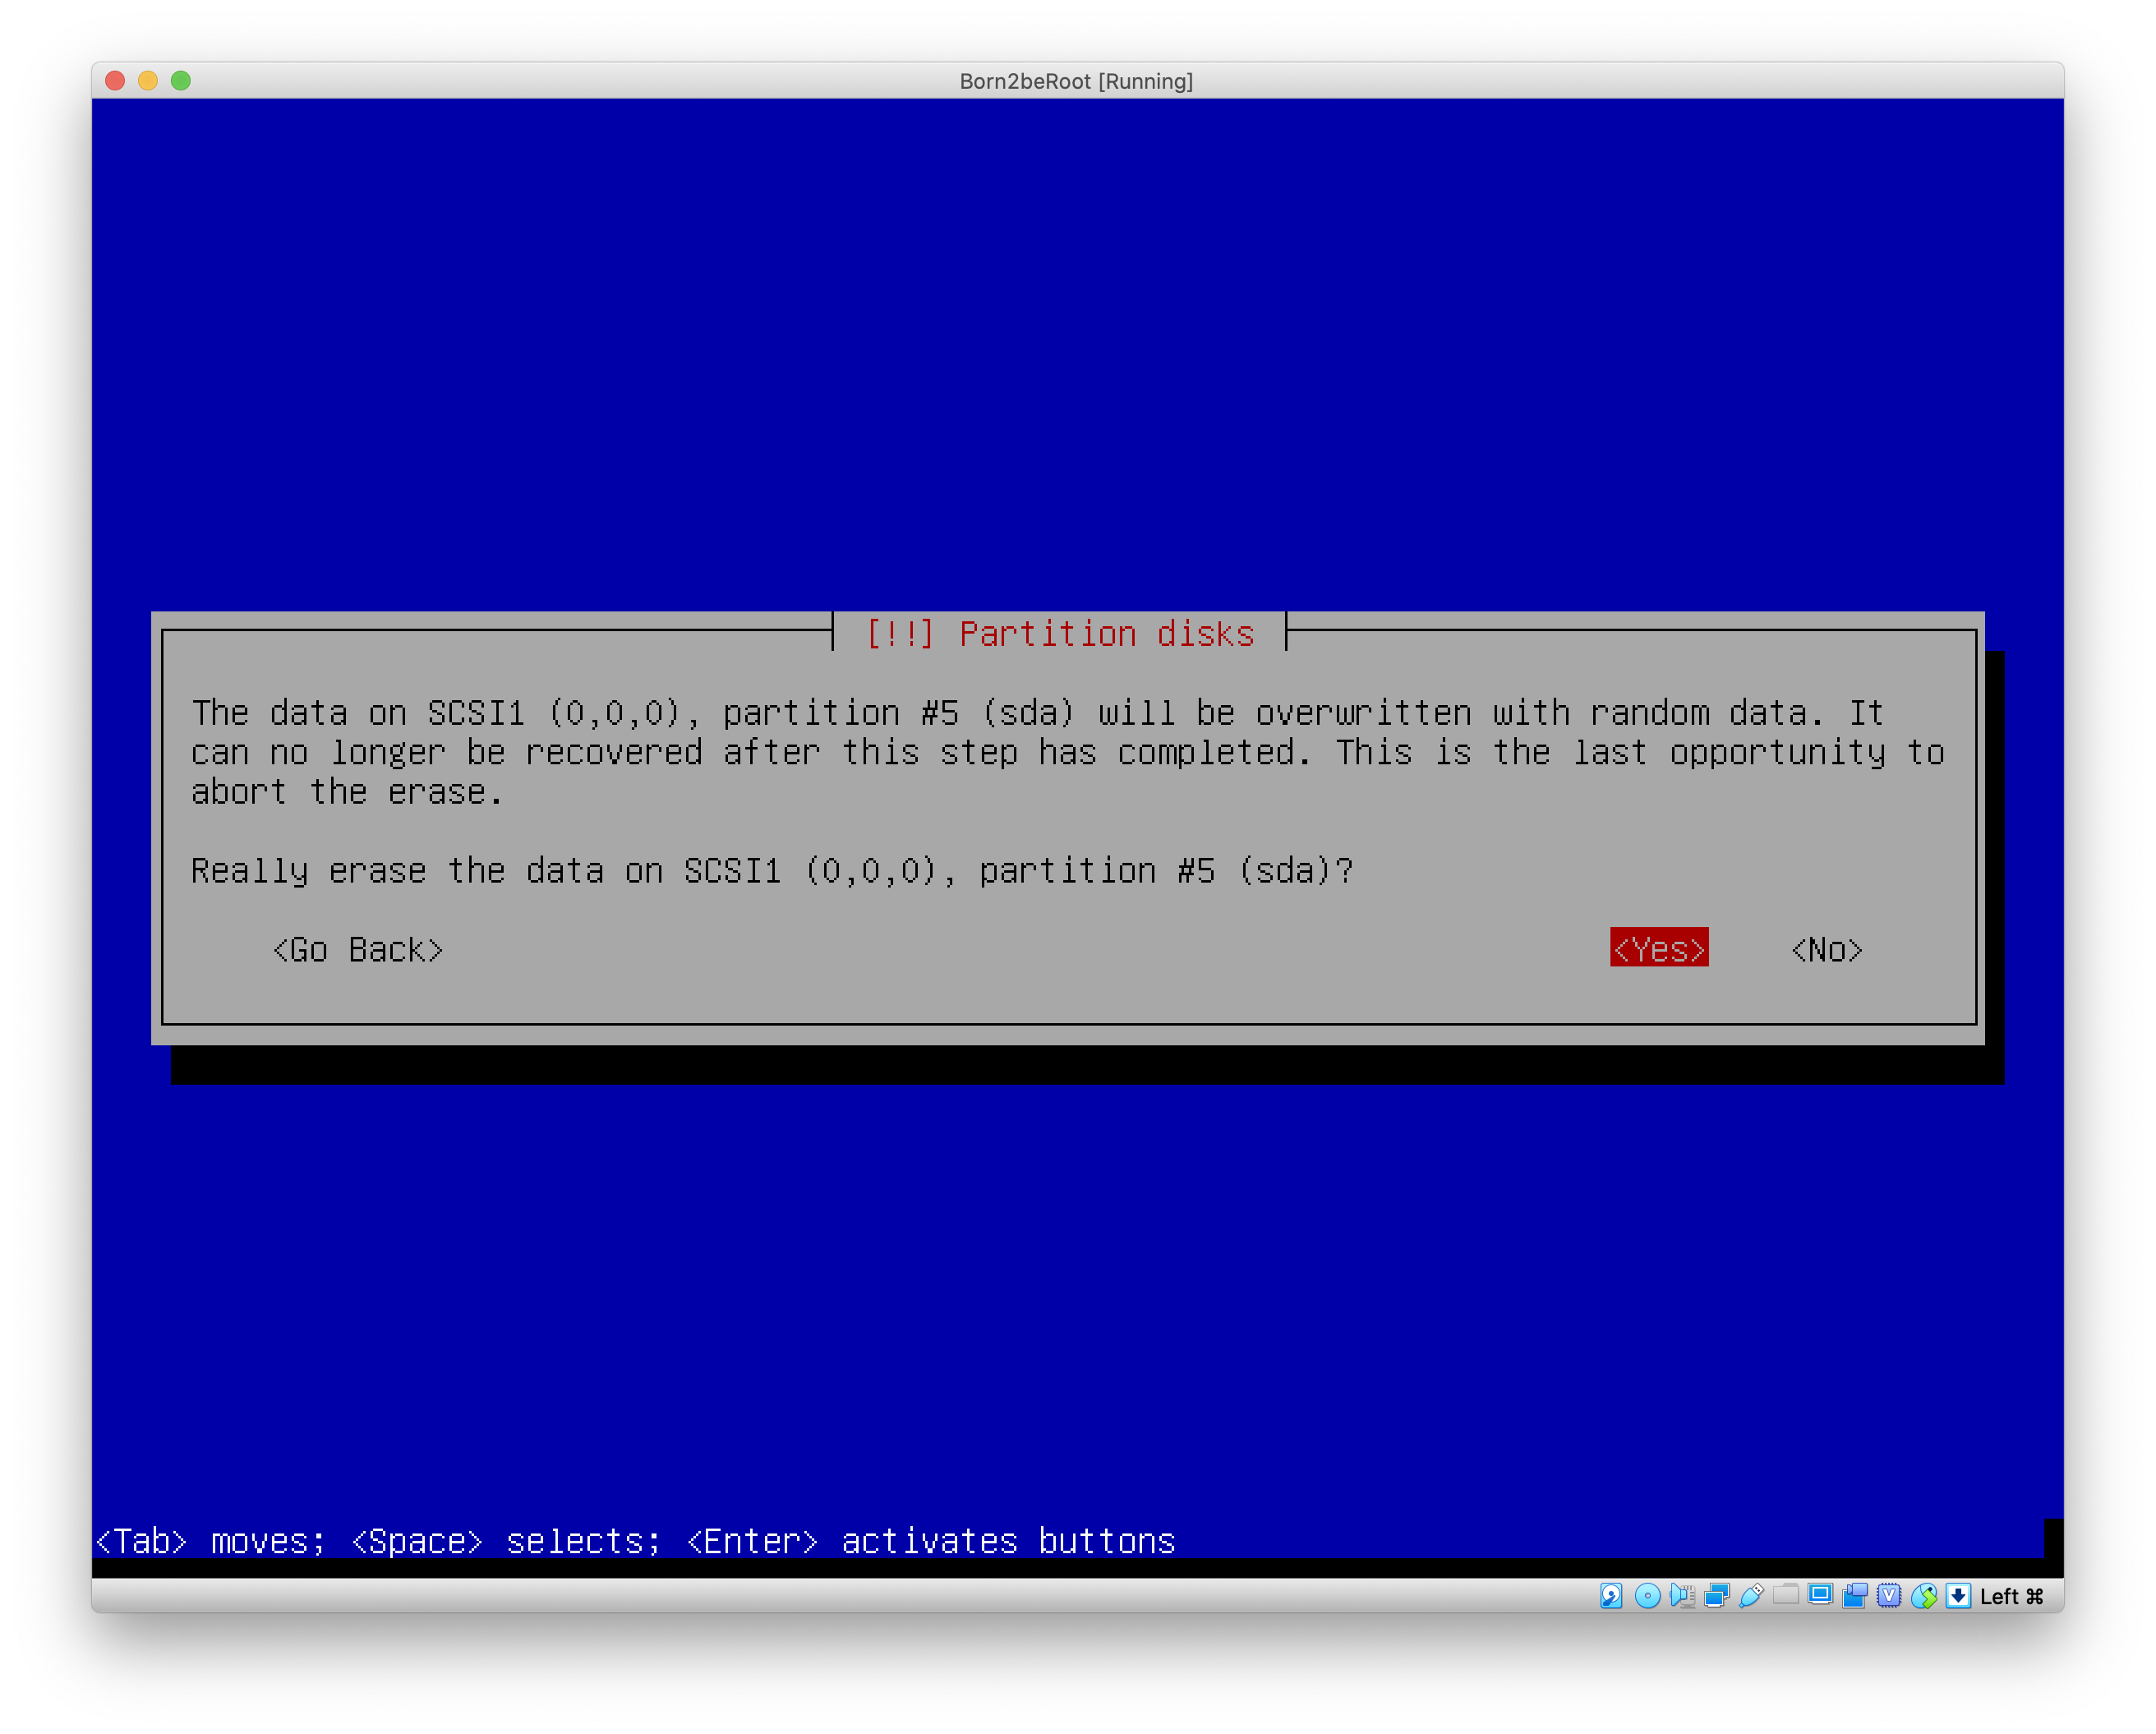 Born2beRoot [Running]
[!!] Partition disks
The data on SCSI1 (0,0,0), partition #5 (sda) will be overwritten with random data. It
can no longer be recovered after this step has completed. This is the last opportunity to
abort the erase.
Really erase the data on SCSI1 (0,0,0), partition #5 (sda)?
<Go Back> <Yes> <No>
<Tab> moves; <Space> selects; <Enter> activates buttons
Left ⌘